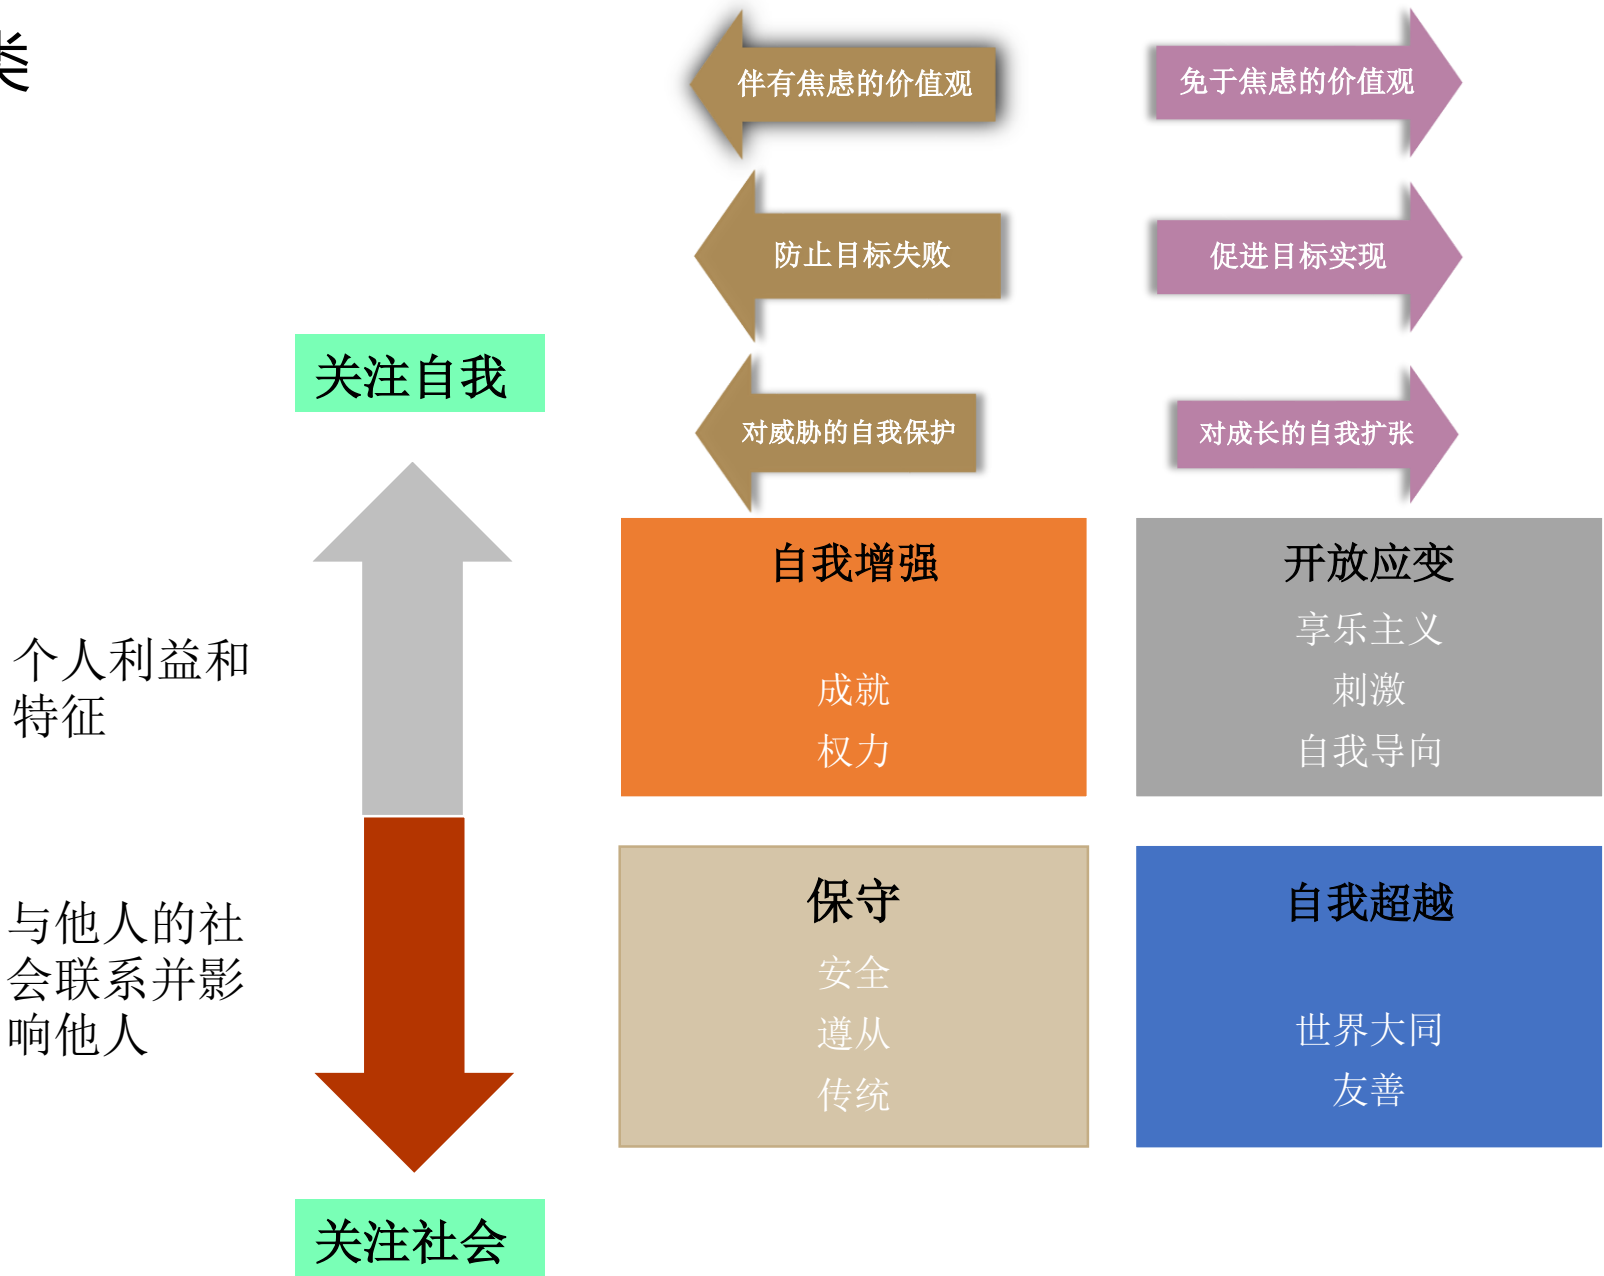 伴有焦虑的价值观
免于焦虑的价值观
防止目标失败
促进目标实现
关注自我
对威胁的自我保护
对成长的自我扩张
自我增强
成就
权力
开放应变
享乐主义
刺激
自我导向
个人利益和
特征
与他人的社
会联系并影
响他人
保守
安全
遵从
传统
自我超越
世界大同
友善
关注社会